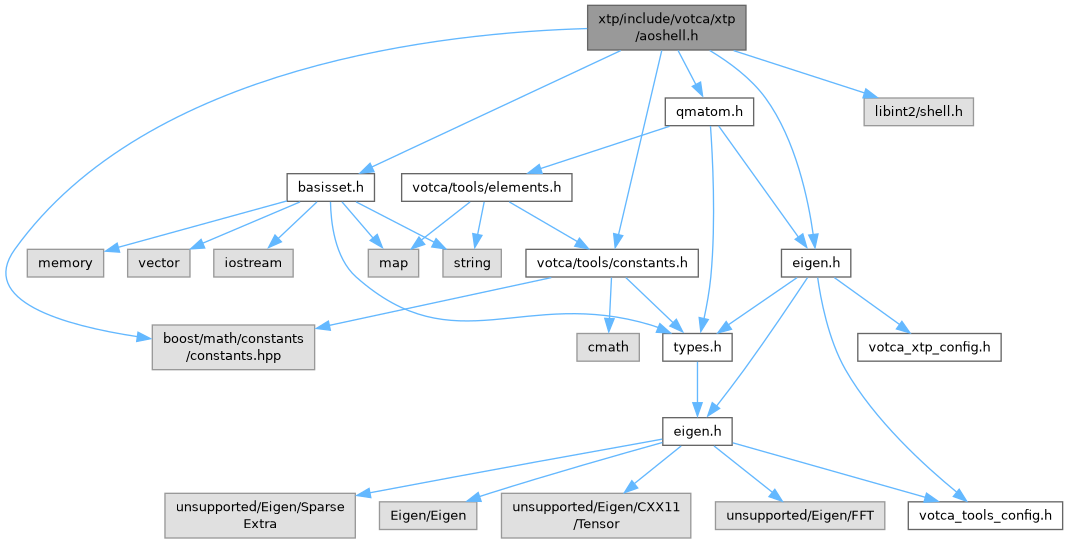 xtp/include/votca/xtp
/aoshell.h
qmatom.h
libint2/shell.h
basisset.h
votca/tools/elements.h
memory
vector
iostream
map
string
votca/tools/constants.h
eigen.h
boost/math/constants
/constants.hpp
cmath
types.h
votca_xtp_config.h
eigen.h
unsupported/Eigen/Sparse
Extra
Eigen/Eigen
unsupported/Eigen/CXX11
/Tensor
unsupported/Eigen/FFT
votca_tools_config.h